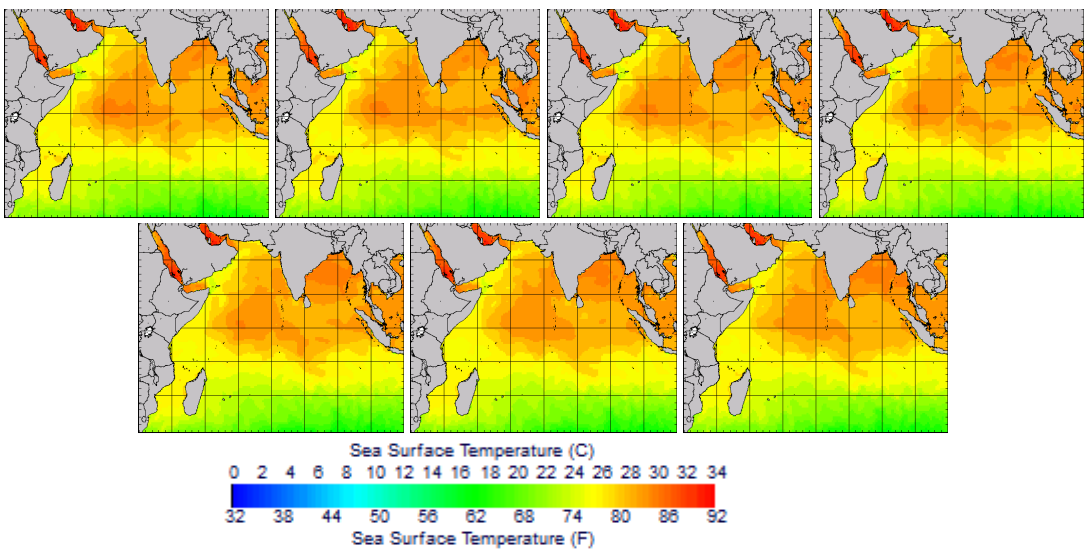 Sea Surface Temperature (C)
0 2 4 6 8 10 12 14 16 18 20 22 24 26 28 30 32 34
32 38 44 50 56 62 68 74 80 86 92
Sea Surface Temperature (F)